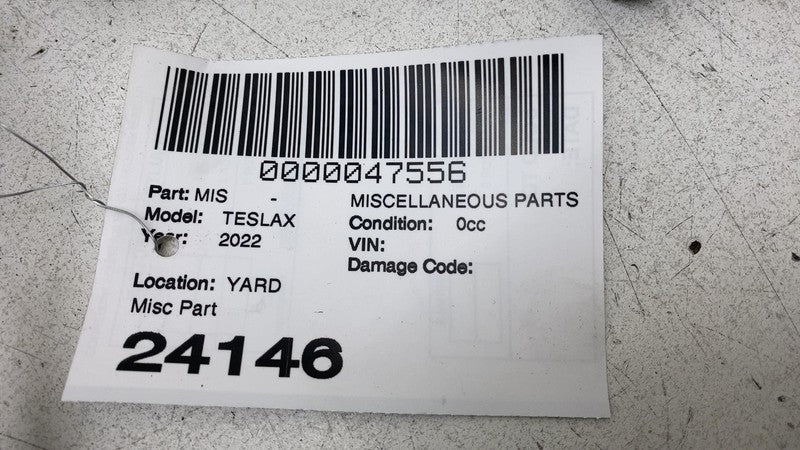 0000047556
Part: MIS - MISCELLANEOUS PARTS
Model: TESLAX Condition: 0cc
Year: 2022 VIN:
Damage Code:
Location: YARD
Misc Part
24146